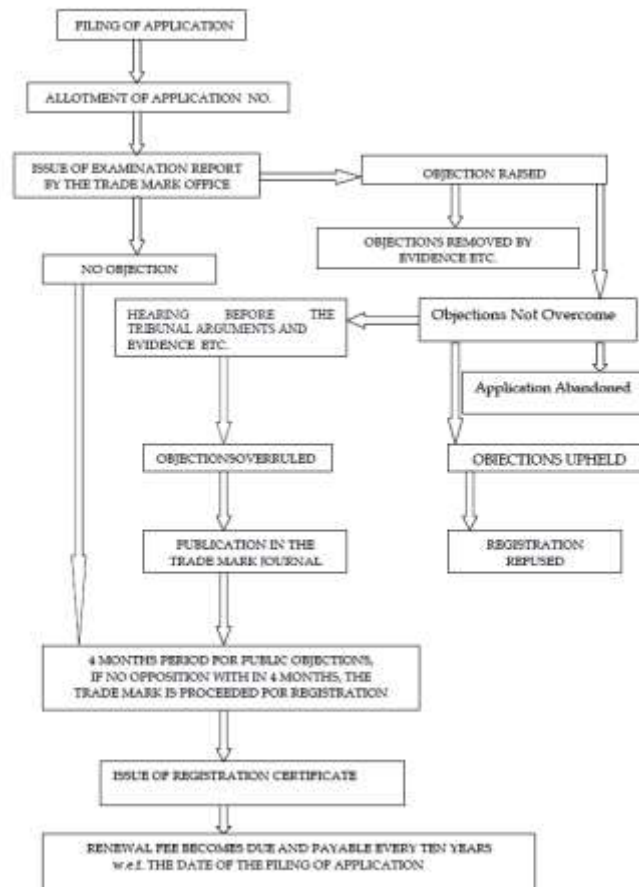 FILING OF APPLICATION
ALLOTMENT OF APPLICATION NO.
ISSUE OF EXAMINATION REPORT
BY THE TRADE MARK OFFICE
OBJECTION RAISED
OBJECTIONS REMOVED BY
EVIDENCE ETC.
NO OBJECTION
HEARING BEFORE THE
TRIBUNAL ARGUMENTS AND
EVIDENCE ETC.
Objections Not Overcome
Application Abandoned
OBJECTIONSOVERRULED
OBJECTIONS UPHELD
PUBLICATION IN THE
TRADE MARK JOURNAL
REGISTRATION
REFUSED
4 MONTHS PERIOD FOR PUBLIC OBJECTIONS,
IF NO OPPOSITION WITH IN 4 MONTHS, THE
TRADE MARK IS PROCEEDED FOR REGISTRATION
ISSUE OF REGISTRATION CERTIFICATE
RENEWAL FEE BECOMES DUE AND PAYABLE EVERY TEN YEARS
w.e.f. THE DATE OF THE FILING OF APPLICATION